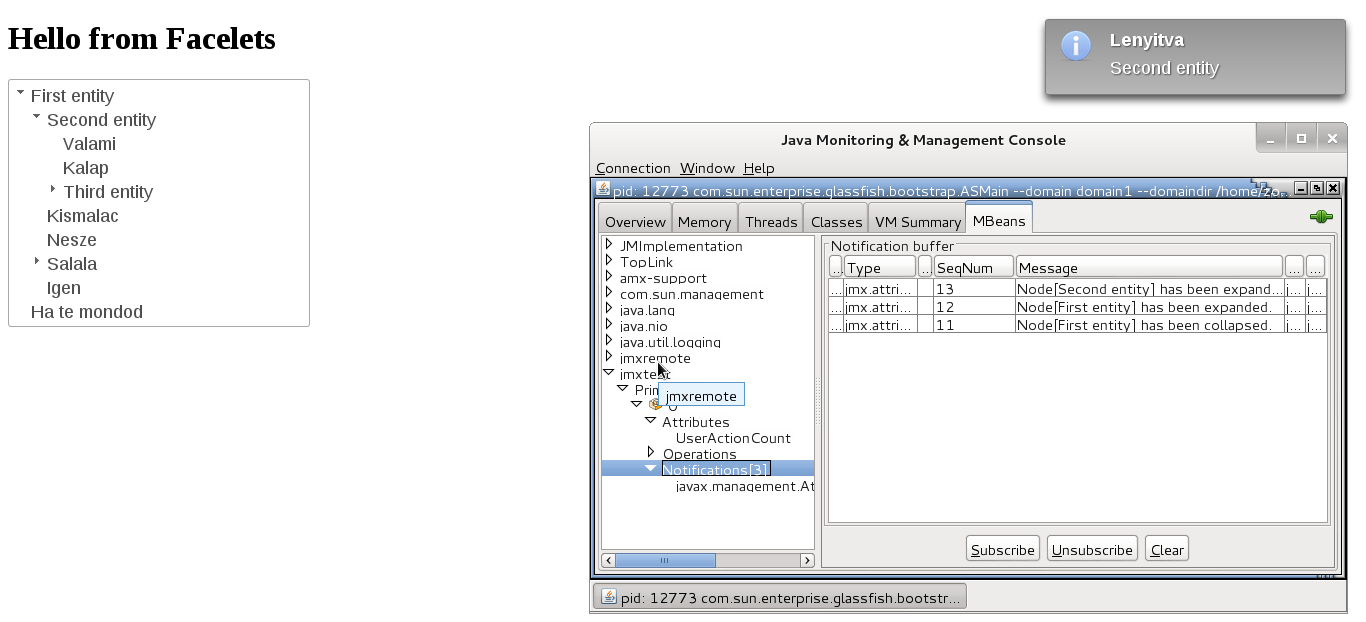 Hello from Facelets
First entity
Second entity
Valami
Kalap
Third entity
Kismalac
Nesze
Salala
Igen
Ha te mondod
Lenyitva
Second entity
Java Monitoring & Management Console
Connection Window Help
pid: 12773 com.sun.enterprise.glassfish.bootstrap.ASMain --domain domain1 --domaindir
Overview Memory Threads Classes VM Summary MBeans
JMImplementation
TopLink
amx-support
com.sun.management
java.lang
java.nio
java.util.logging
jmxremote
jmxremote
Attributes
UserActionCount
Operations
Notifications[3]
javax.management.At
Notification buffer
... Type ... SeqNum Message ... ...
... jmx.attri... 13 Node[Second entity] has been expand... j... j...
... jmx.attri... 12 Node[First entity] has been expanded. j... j...
... jmx.attri... 11 Node[First entity] has been collapsed. j... j...
Subscribe Unsubscribe Clear
pid: 12773 com.sun.enterprise.glassfish.bootstr...